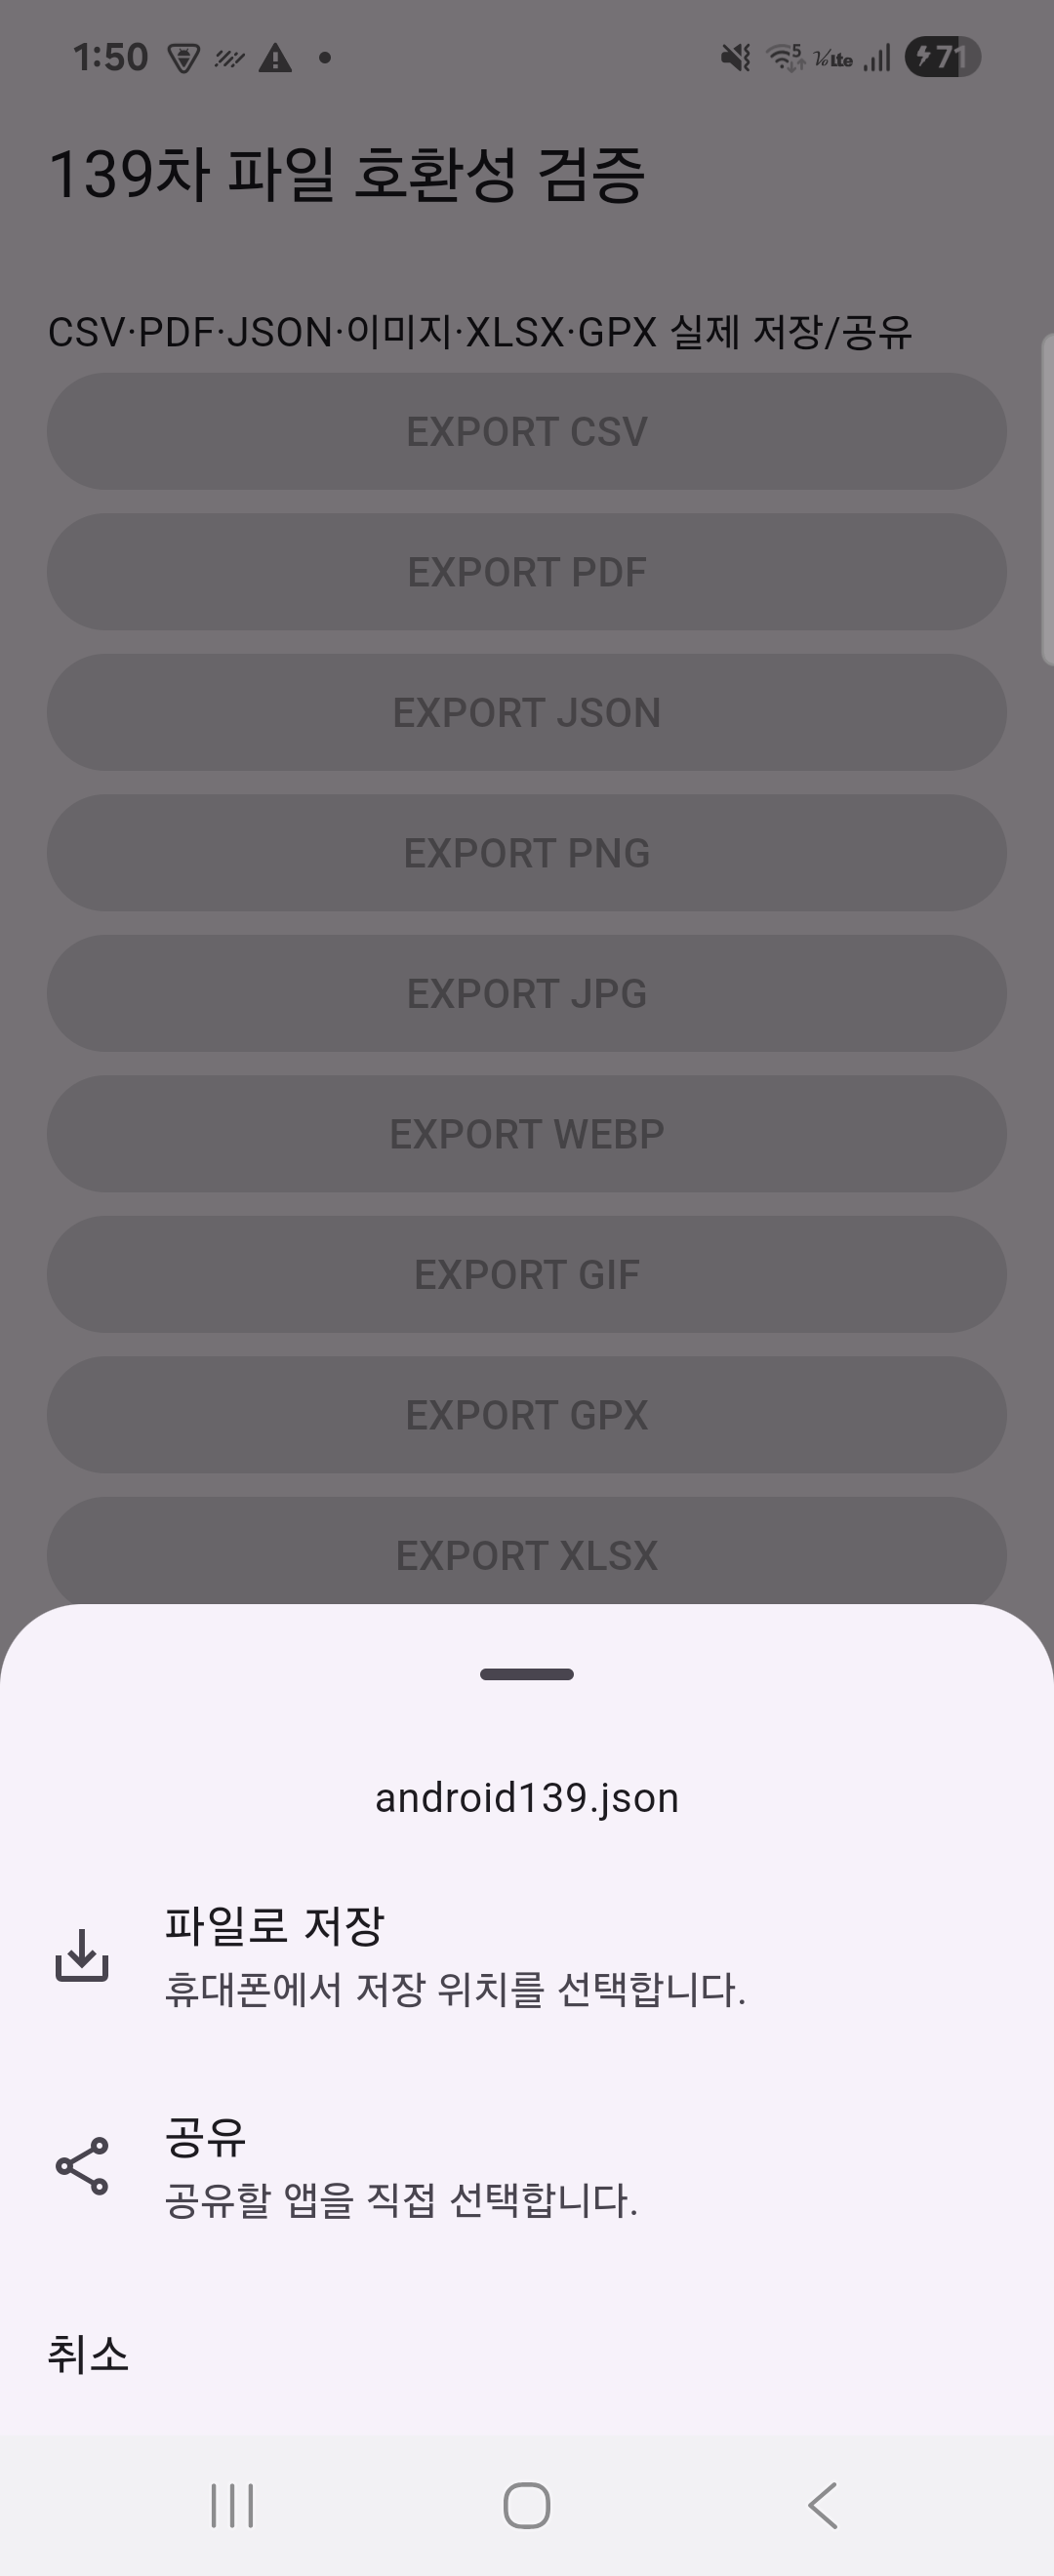 1:50
5 Lte 71
139차 파일 호환성 검증
CSV·PDF·JSON·이미지·XLSX·GPX 실제 저장/공유
EXPORT CSV
EXPORT PDF
EXPORT JSON
EXPORT PNG
EXPORT JPG
EXPORT WEBP
EXPORT GIF
EXPORT GPX
EXPORT XLSX
android139.json
파일로 저장
휴대폰에서 저장 위치를 선택합니다.
공유
공유할 앱을 직접 선택합니다.
취소